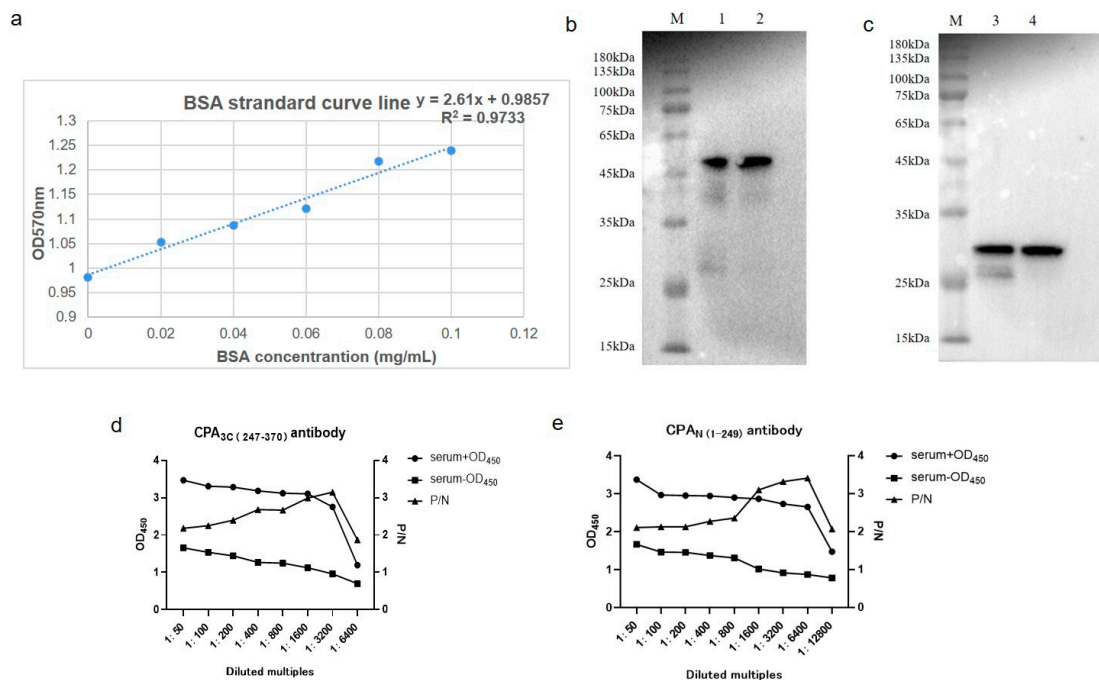 a
BSA strandard curve line y = 2.61x + 0.9857
R² = 0.9733
1.3
1.25
1.2
1.15
1.1
1.05
1
0.95
0.9
OD570nm
0 0.02 0.04 0.06 0.08 0.1 0.12
BSA concentrantion (mg/mL)
b
M 1 2
180kDa
135kDa
100kDa
75kDa
65kDa
45kDa
35kDa
25kDa
15kDa
c
M 3 4
180kDa
135kDa
100kDa
75kDa
65kDa
45kDa
35kDa
25kDa
15kDa
d
CPA3C ( 247-370) antibody
serum+OD450
serum-OD450
P/N
4
3
2
1
0
OD450
4
3
2
1
0
P/N
1: 50 1: 100 1: 200 1: 400 1: 800 1: 1600 1: 3200 1: 6400
Diluted multiples
e
CPAN (1-249) antibody
serum+OD450
serum-OD450
P/N
4
3
2
1
0
OD450
4
3
2
1
0
P/N
1: 50 1: 100 1: 200 1: 400 1: 800 1: 1600 1: 3200 1: 6400 1: 12800
Diluted multiples